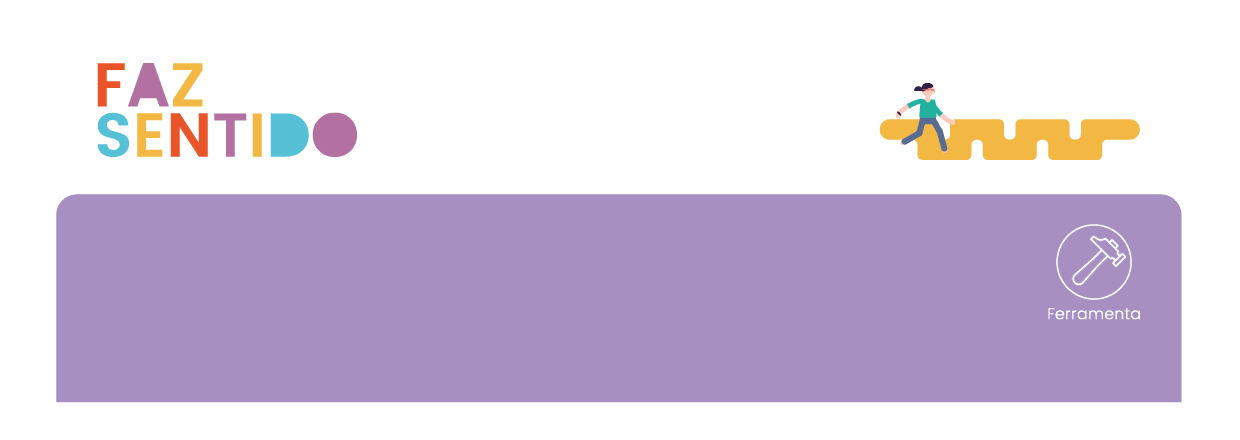 FAZ
SENTIDO
Ferramenta